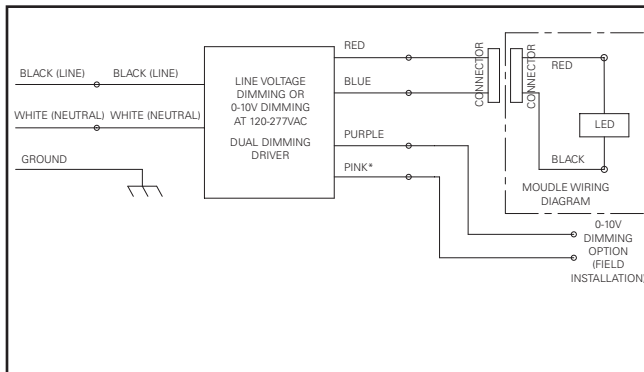 BLACK (LINE) BLACK (LINE)
WHITE (NEUTRAL) WHITE (NEUTRAL)
GROUND
LINE VOLTAGE
DIMMING OR
0-10V DIMMING
AT 120-277VAC
DUAL DIMMING
DRIVER
RED
BLUE
PURPLE
PINK*
CONNECTOR
CONNECTOR
RED
LED
BLACK
MOUDLE WIRING
DIAGRAM
0-10V
DIMMING
OPTION
(FIELD
INSTALLATION)